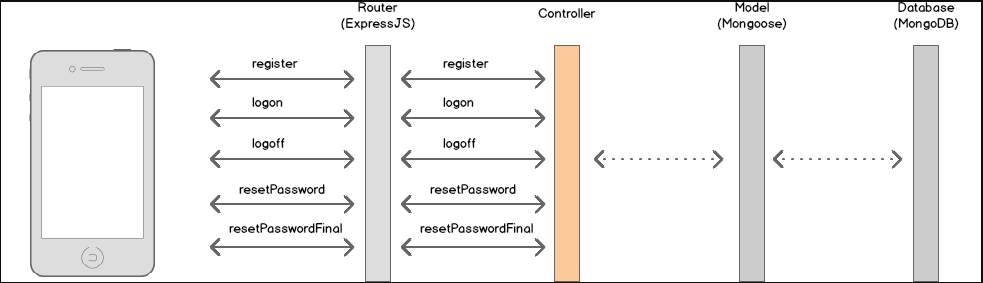 Router
(ExpressJS)
Controller
Model
(Mongoose)
Database
(MongoDB)
register
register
logon
logon
logoff
logoff
resetPassword
resetPassword
resetPasswordFinal
resetPasswordFinal